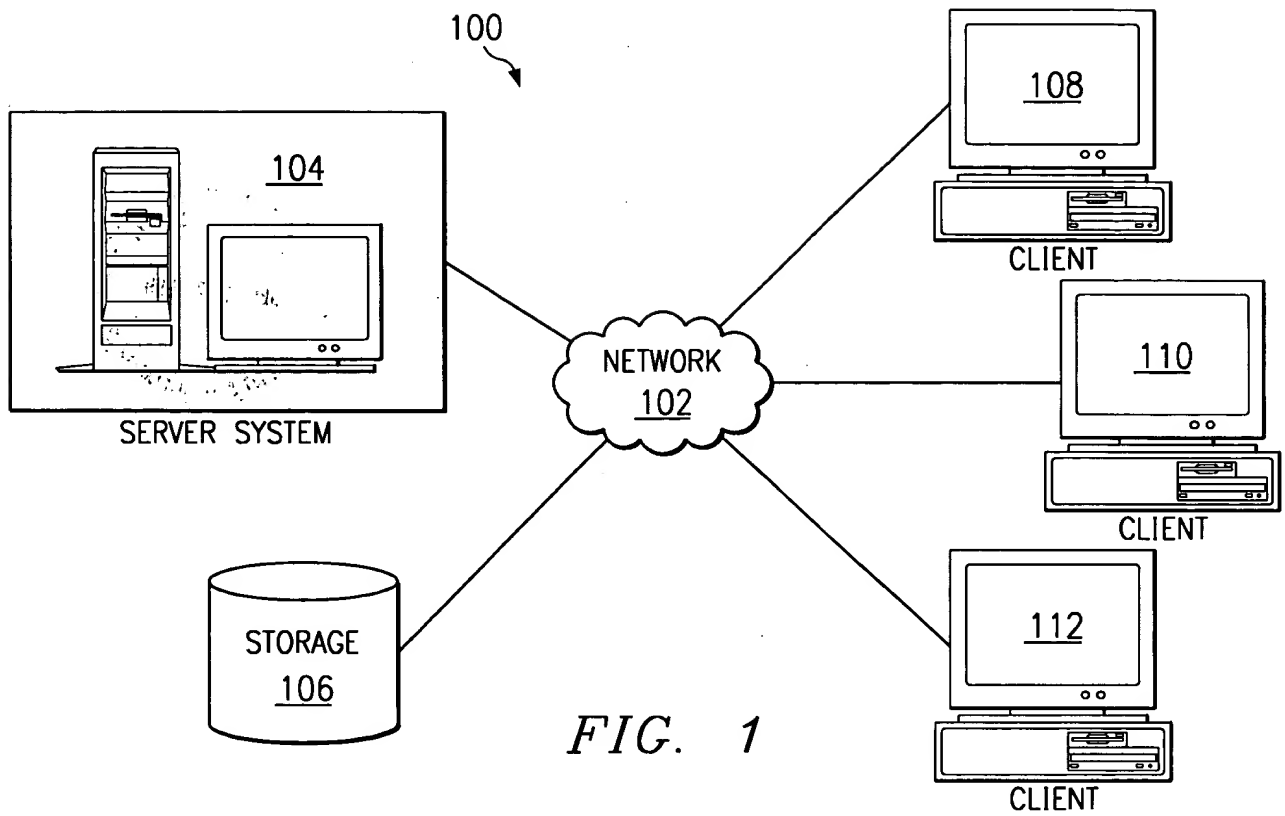 100
104
SERVER SYSTEM
NETWORK
102
STORAGE
106
108
CLIENT
110
CLIENT
112
CLIENT
FIG. 1